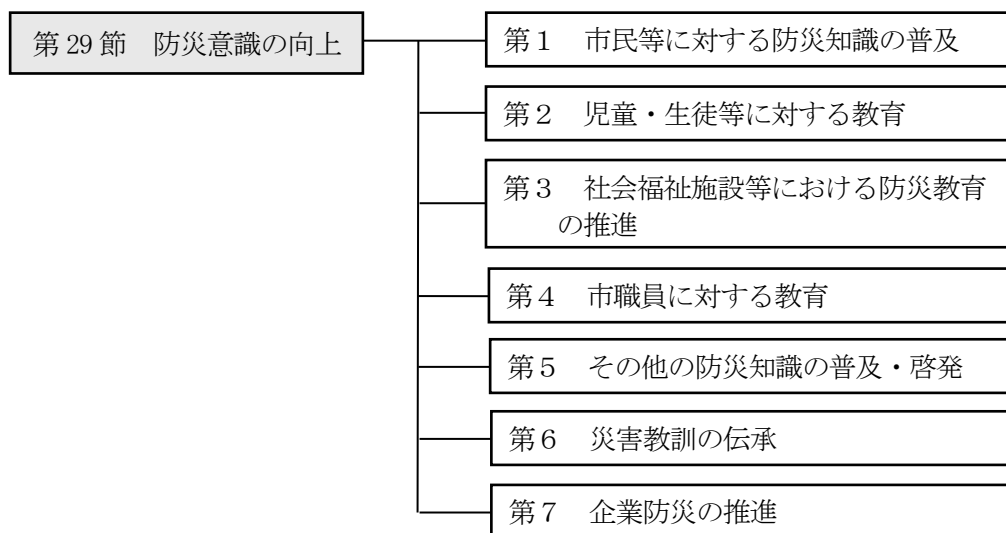 第 29 節　防災意識の向上
第１　市民等に対する防災知識の普及
第２　児童・生徒等に対する教育
第３　社会福祉施設等における防災教育
の推進
第４　市職員に対する教育
第５　その他の防災知識の普及・啓発
第６　災害教訓の伝承
第７　企業防災の推進